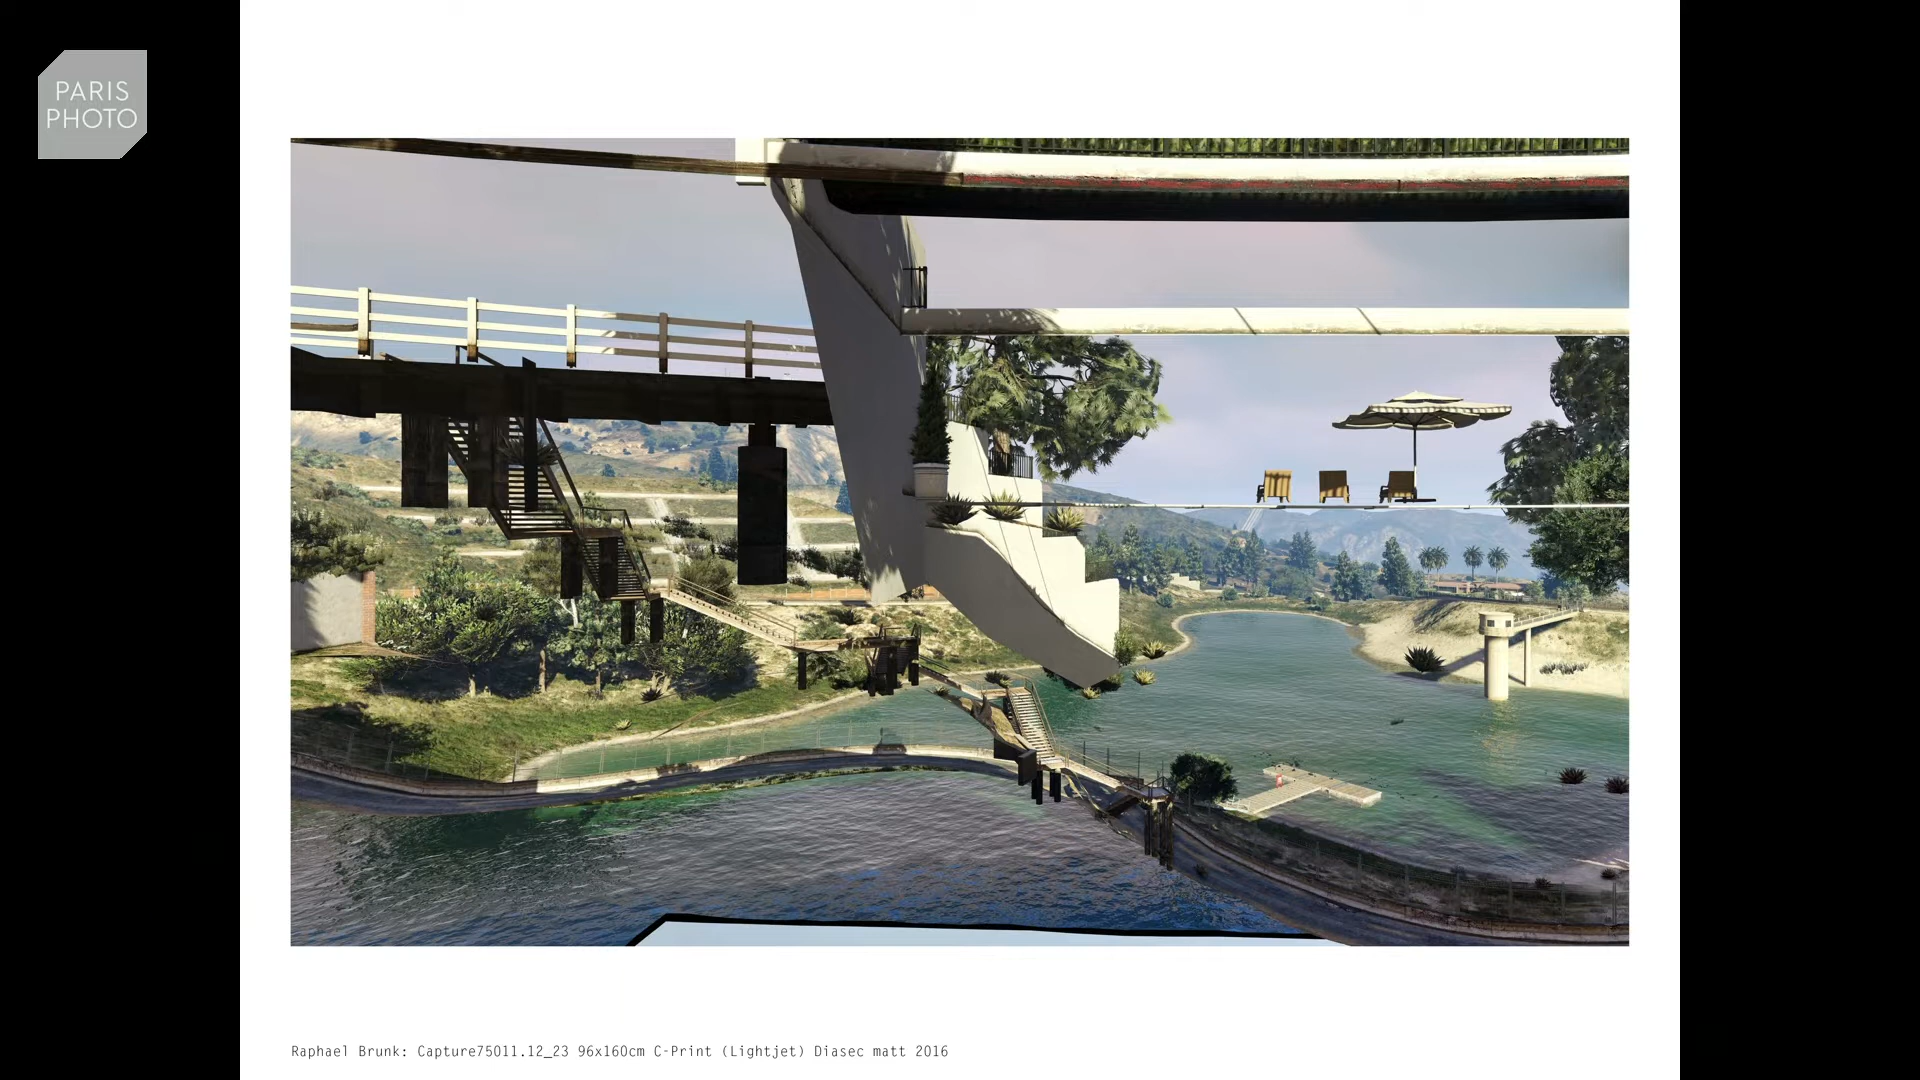 PARIS
PHOTO
Raphael Brunk: Capture75011.12_23 96x160cm C-Print (Lightjet) Diasec matt 2016